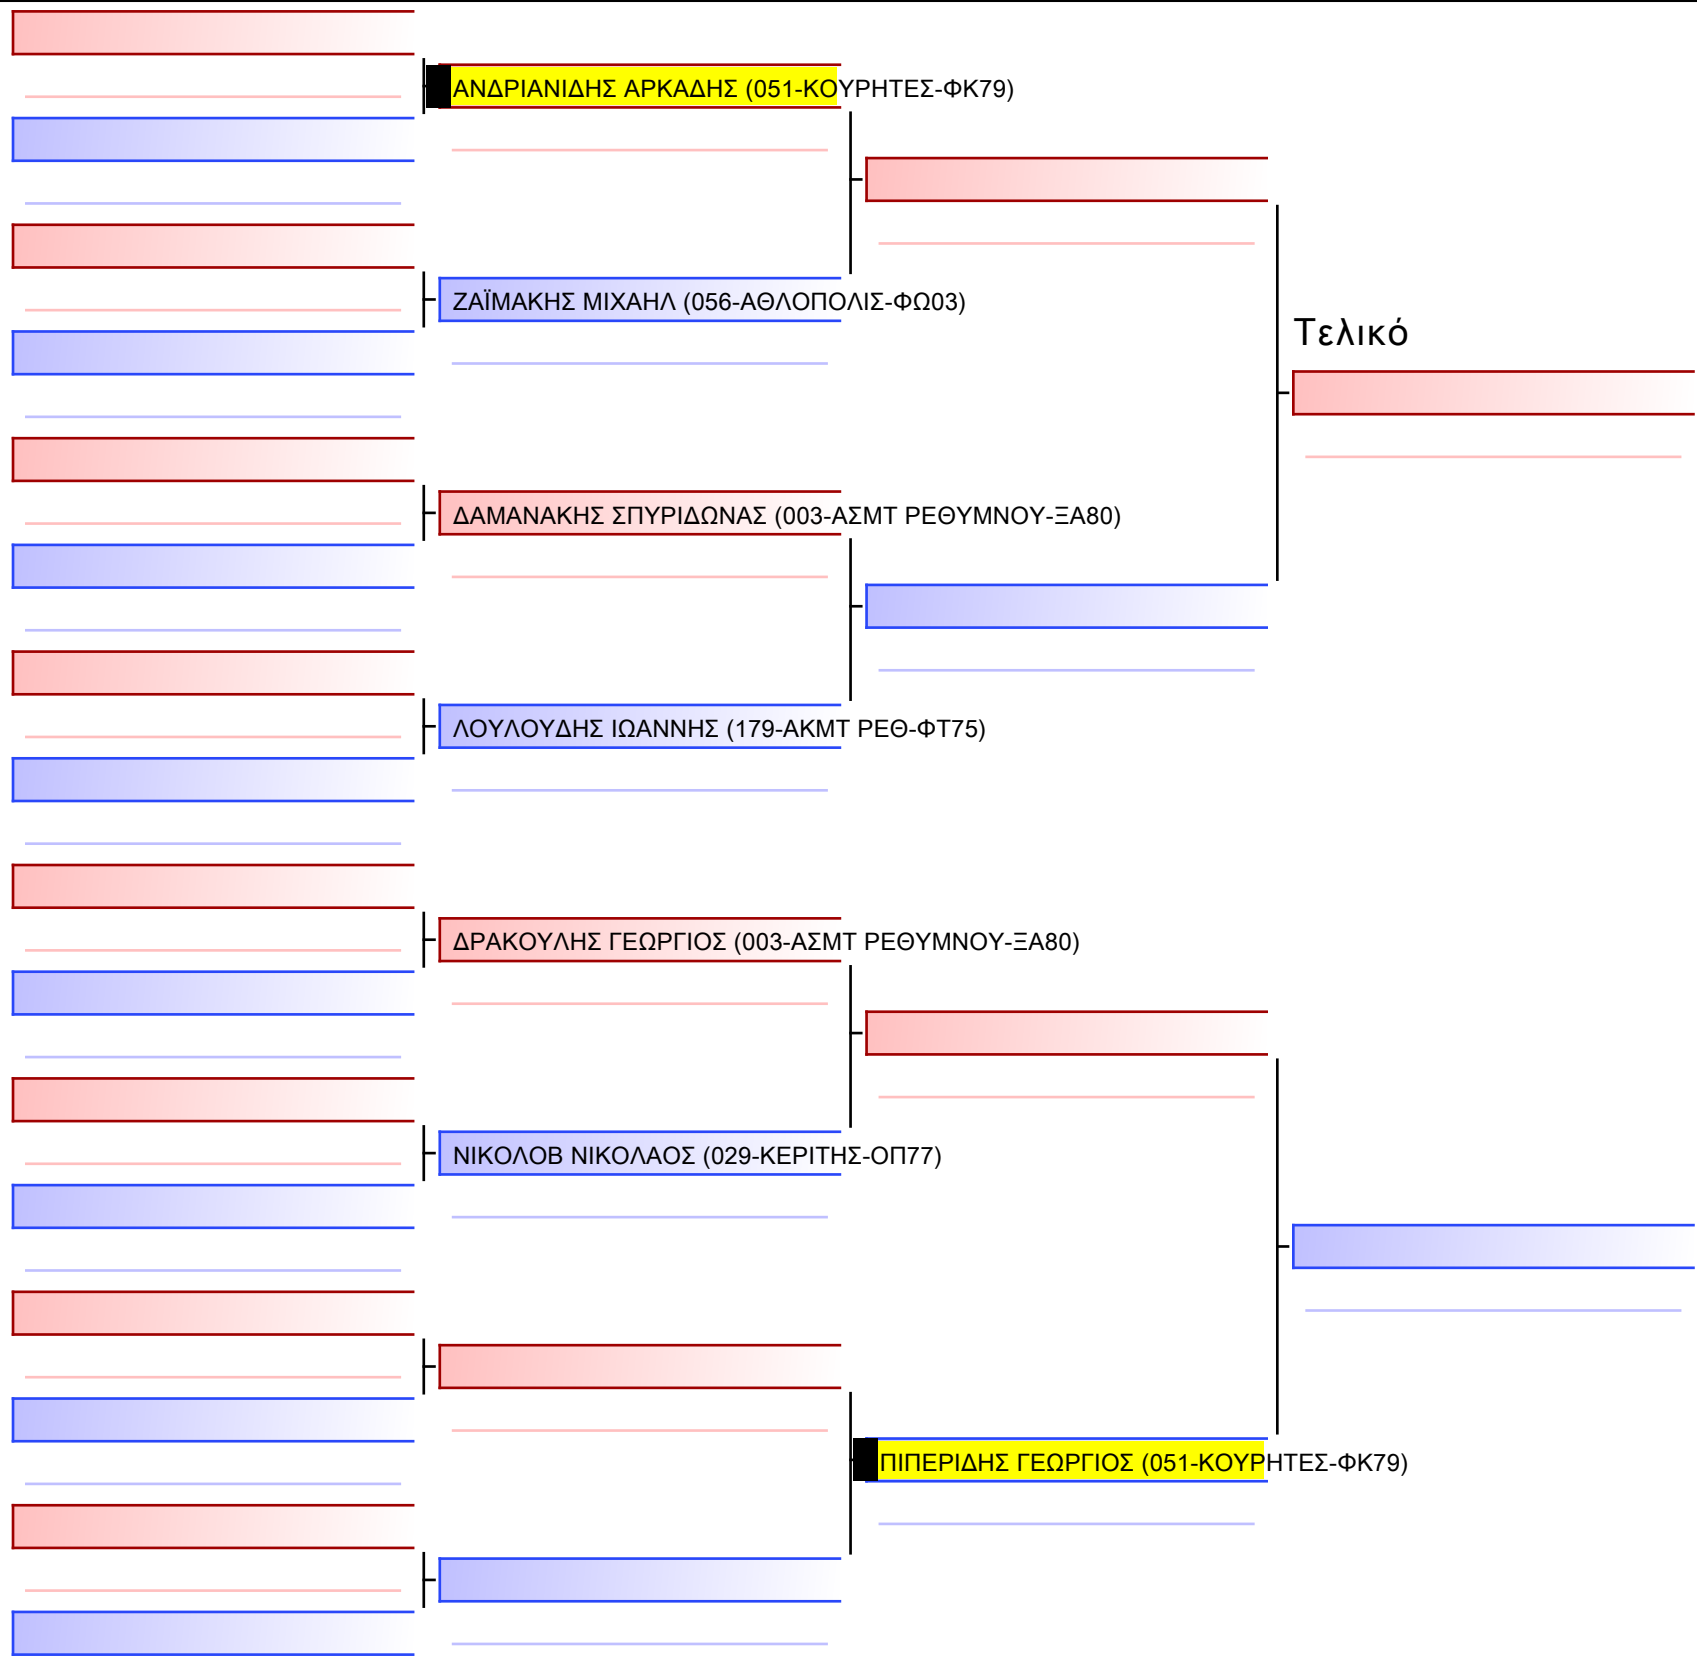 ΑΝΔΡΙΑΝΙΔΗΣ ΑΡΚΑΔΗΣ (051-ΚΟΥΡΗΤΕΣ-ΦΚ79)
ΖΑΪΜΑΚΗΣ ΜΙΧΑΗΛ (056-ΑΘΛΟΠΟΛΙΣ-ΦΩ03)
Τελικό
ΔΑΜΑΝΑΚΗΣ ΣΠΥΡΙΔΩΝΑΣ (003-ΑΣΜΤ ΡΕΘΥΜΝΟΥ-ΞΑ80)
ΛΟΥΛΟΥΔΗΣ ΙΩΑΝΝΗΣ (179-ΑΚΜΤ ΡΕΘ-ΦΤ75)
ΔΡΑΚΟΥΛΗΣ ΓΕΩΡΓΙΟΣ (003-ΑΣΜΤ ΡΕΘΥΜΝΟΥ-ΞΑ80)
ΝΙΚΟΛΟΒ ΝΙΚΟΛΑΟΣ (029-ΚΕΡΙΤΗΣ-ΟΠ77)
ΠΙΠΕΡΙΔΗΣ ΓΕΩΡΓΙΟΣ (051-ΚΟΥΡΗΤΕΣ-ΦΚ79)